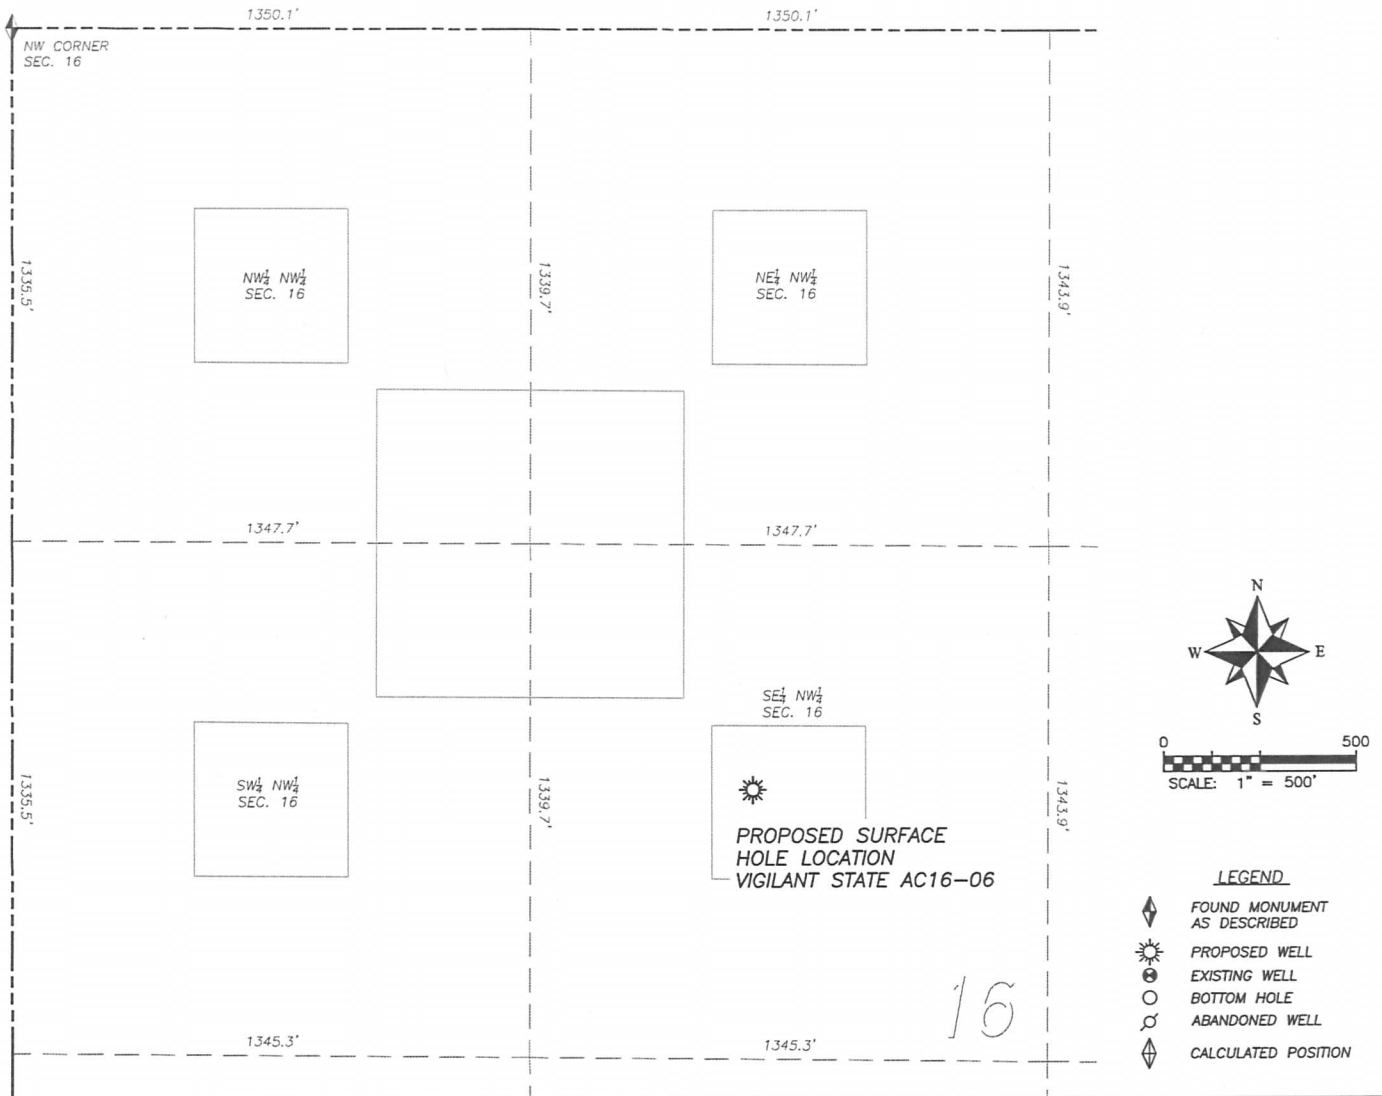 1350.1'
1350.1'
NW CORNER
SEC. 16
1335.5'
NW¼ NW¼
SEC. 16
1339.7'
NE¼ NW¼
SEC. 16
1343.9'
1347.7'
1347.7'
N
W
E
S
SE¼ NW¼
SEC. 16
0
500
SCALE: 1" = 500'
1335.5'
SW¼ NW¼
SEC. 16
1339.7'
1343.9'
PROPOSED SURFACE
HOLE LOCATION
VIGILANT STATE AC16-06
LEGEND
FOUND MONUMENT
AS DESCRIBED
PROPOSED WELL
EXISTING WELL
BOTTOM HOLE
ABANDONED WELL
CALCULATED POSITION
16
1345.3'
1345.3'